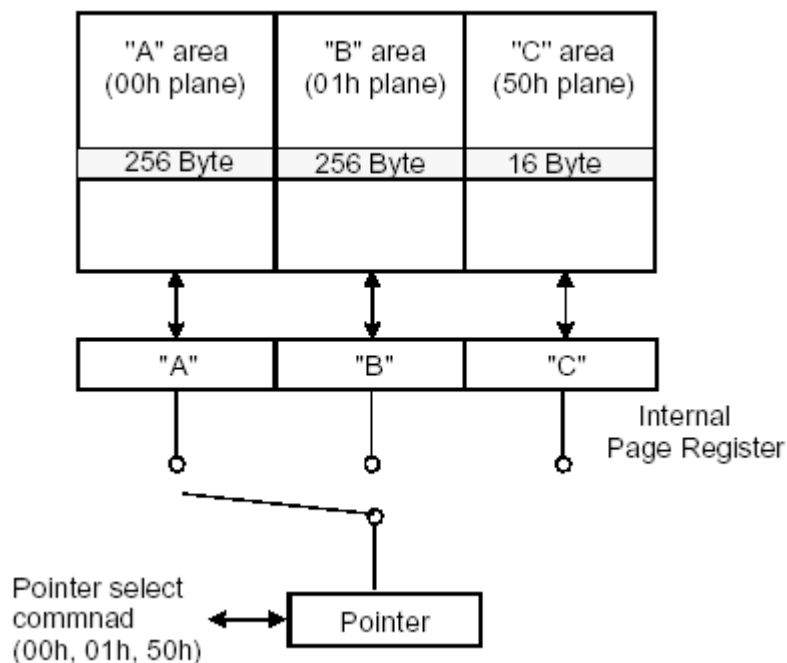 "A" area
(00h plane)
"B" area
(01h plane)
"C" area
(50h plane)
256 Byte
256 Byte
16 Byte
"A"
"B"
"C"
Internal
Page Register
Pointer select
commnad
(00h, 01h, 50h)
Pointer